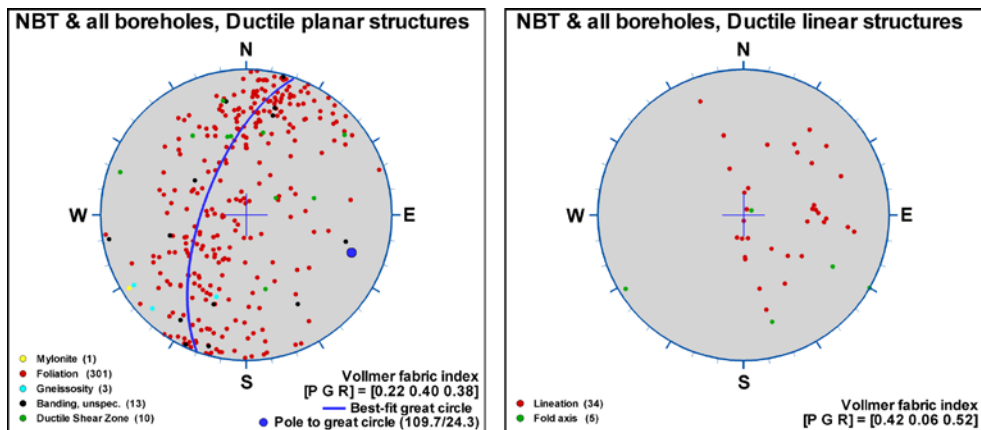 NBT & all boreholes, Ductile planar structures
N
W
E
S
Mylonite (1)
Foliation (301)
Gneissosity (3)
Banding, unspec. (13)
Ductile Shear Zone (10)
Vollmer fabric index
[P G R] = [0.22 0.40 0.38]
Best-fit great circle
Pole to great circle (109.7/24.3)
NBT & all boreholes, Ductile linear structures
N
W
E
S
Lineation (34)
Fold axis (5)
Vollmer fabric index
[P G R] = [0.42 0.06 0.52]